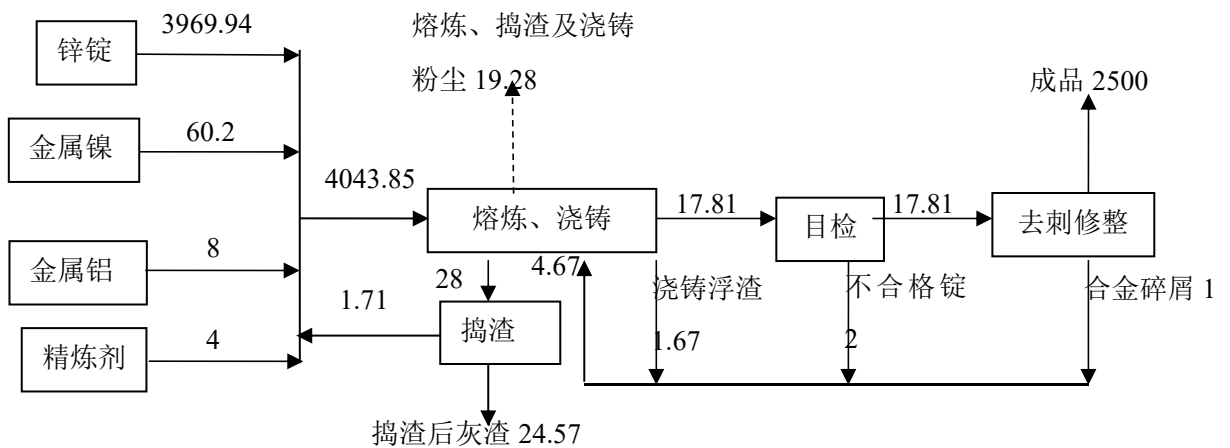 锌锭
3969.94
熔炼、捣渣及浇铸
粉尘 19.28
成品 2500
金属镍
60.2
4043.85
熔炼、浇铸
17.81
目检
17.81
去刺修整
金属铝
8
28
4.67
浇铸浮渣
不合格锭
合金碎屑 1
1.71
捣渣
1.67
2
精炼剂
4
捣渣后灰渣 24.57